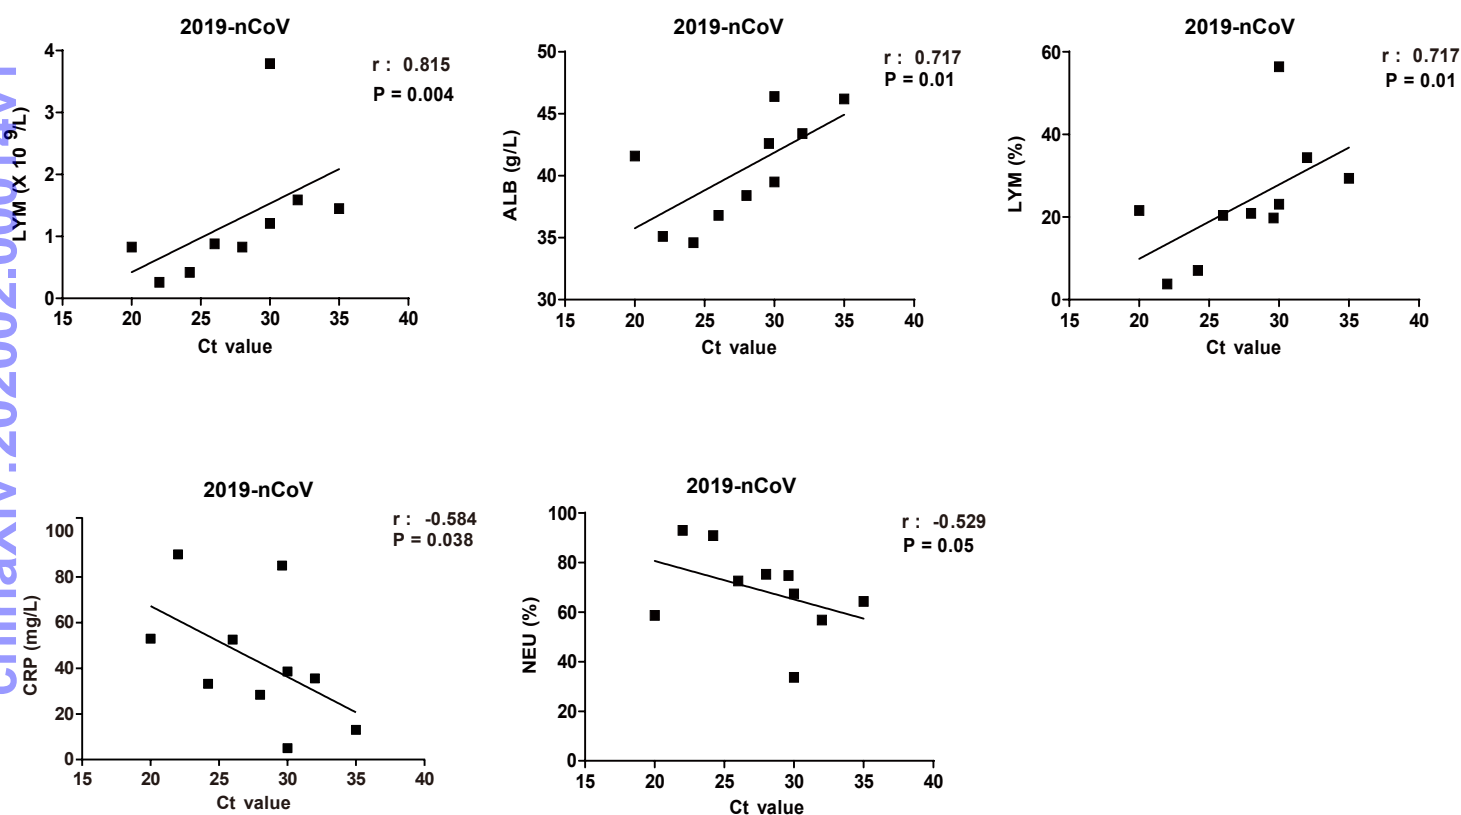 2019-nCoV
r : 0.815
P = 0.004
4
3
2
1
0
LYM (X 10 9/L)
15 20 25 30 35 40
Ct value
2019-nCoV
r : 0.717
P = 0.01
50
45
40
35
30
ALB (g/L)
15 20 25 30 35 40
Ct value
2019-nCoV
r : 0.717
P = 0.01
60
40
20
0
LYM (%)
15 20 25 30 35 40
Ct value
2019-nCoV
r : -0.584
P = 0.038
100
80
60
40
20
0
CRP (mg/L)
15 20 25 30 35 40
Ct value
2019-nCoV
r : -0.529
P = 0.05
100
80
60
40
20
0
NEU (%)
15 20 25 30 35 40
Ct value